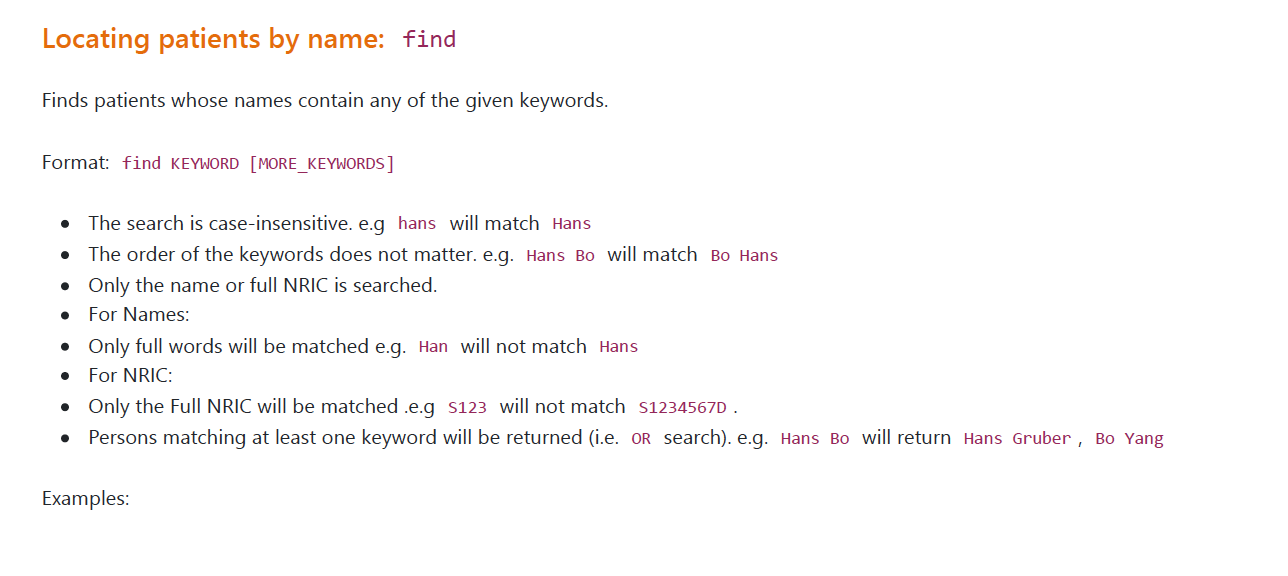 Locating patients by name: find
Finds patients whose names contain any of the given keywords.
Format: find KEYWORD [MORE_KEYWORDS]
• The search is case-insensitive. e.g hans will match Hans
• The order of the keywords does not matter. e.g. Hans Bo will match Bo Hans
• Only the name or full NRIC is searched.
• For Names:
• Only full words will be matched e.g. Han will not match Hans
• For NRIC:
• Only the Full NRIC will be matched .e.g S123 will not match S1234567D .
• Persons matching at least one keyword will be returned (i.e. OR search). e.g. Hans Bo will return Hans Gruber , Bo Yang
Examples: